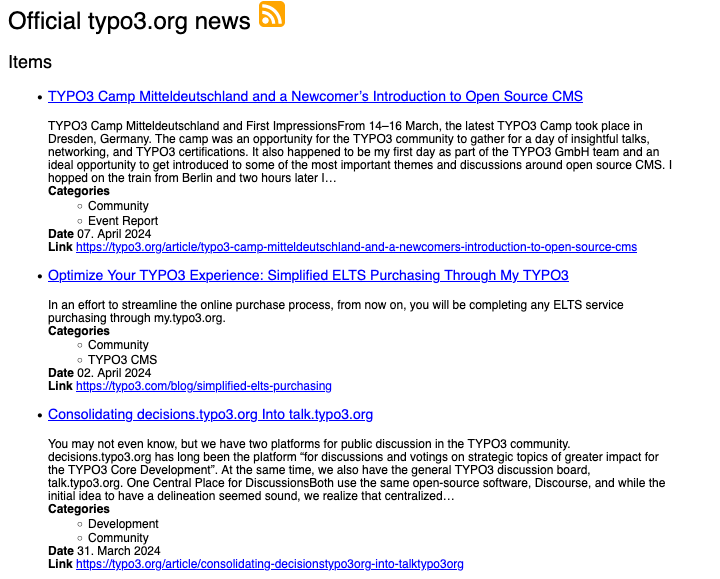 Official typo3.org news
Items
TYPO3 Camp Mitteldeutschland and a Newcomer’s Introduction to Open Source CMS
TYPO3 Camp Mitteldeutschland and First ImpressionsFrom 14–16 March, the latest TYPO3 Camp took place in
Dresden, Germany. The camp was an opportunity for the TYPO3 community to gather for a day of insightful talks,
networking, and TYPO3 certifications. It also happened to be my first day as part of the TYPO3 GmbH team and an
ideal opportunity to get introduced to some of the most important themes and discussions around open source CMS. I
hopped on the train from Berlin and two hours later I…
Categories
Community
Event Report
Date 07. April 2024
Link https://typo3.org/article/typo3-camp-mitteldeutschland-and-a-newcomers-introduction-to-open-source-cms
Optimize Your TYPO3 Experience: Simplified ELTS Purchasing Through My TYPO3
In an effort to streamline the online purchase process, from now on, you will be completing any ELTS service
purchasing through my.typo3.org.
Categories
Community
TYPO3 CMS
Date 02. April 2024
Link https://typo3.com/blog/simplified-elts-purchasing
Consolidating decisions.typo3.org Into talk.typo3.org
You may not even know, but we have two platforms for public discussion in the TYPO3 community.
decisions.typo3.org has long been the platform “for discussions and votings on strategic topics of greater impact for
the TYPO3 Core Development”. At the same time, we also have the general TYPO3 discussion board,
talk.typo3.org. One Central Place for DiscussionsBoth use the same open-source software, Discourse, and while the
initial idea to have a delineation seemed sound, we realize that centralized…
Categories
Development
Community
Date 31. March 2024
Link https://typo3.org/article/consolidating-decisionstypo3org-into-talktypo3org